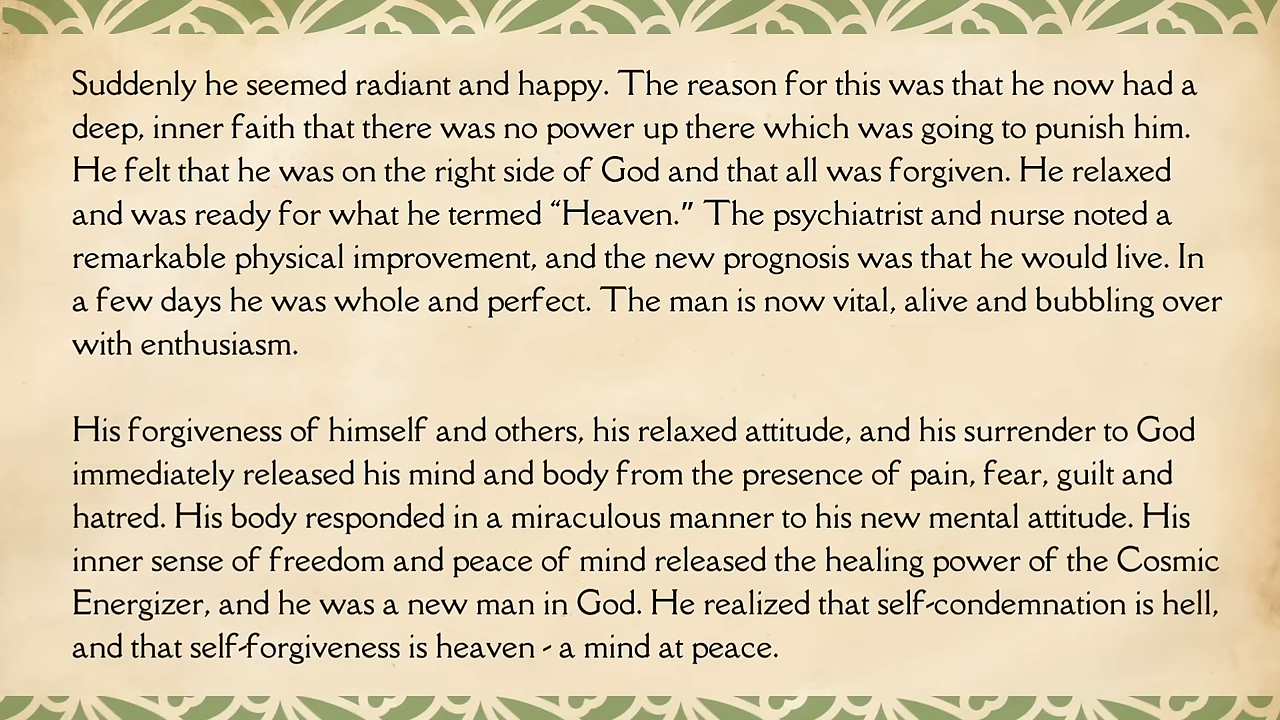 Suddenly he seemed radiant and happy. The reason for this was that he now had a
deep, inner faith that there was no power up there which was going to punish him.
He felt that he was on the right side of God and that all was forgiven. He relaxed
and was ready for what he termed “Heaven.” The psychiatrist and nurse noted a
remarkable physical improvement, and the new prognosis was that he would live. In
a few days he was whole and perfect. The man is now vital, alive and bubbling over
with enthusiasm.
His forgiveness of himself and others, his relaxed attitude, and his surrender to God
immediately released his mind and body from the presence of pain, fear, guilt and
hatred. His body responded in a miraculous manner to his new mental attitude. His
inner sense of freedom and peace of mind released the healing power of the Cosmic
Energizer, and he was a new man in God. He realized that self-condemnation is hell,
and that self-forgiveness is heaven - a mind at peace.